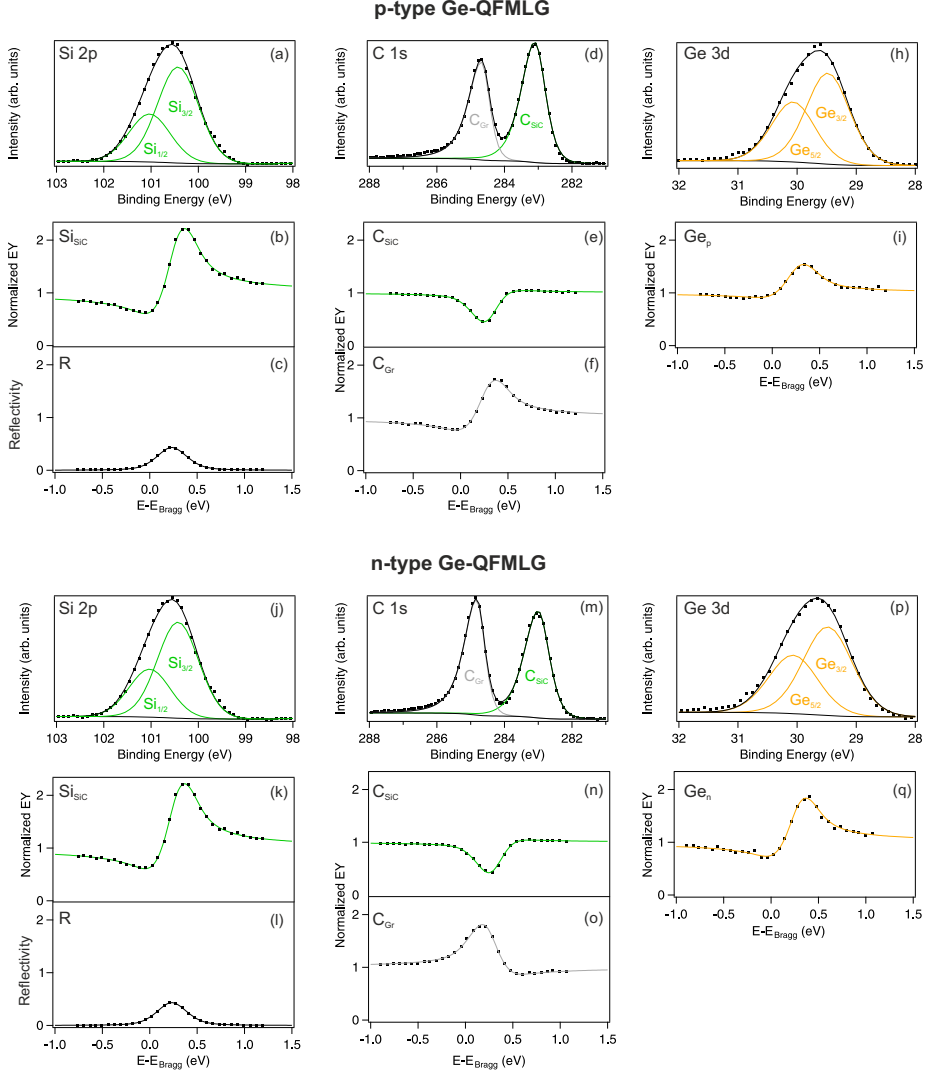 p-type Ge-QFMLG
Si 2p (a)
Si3/2
Si1/2
Intensity (arb. units)
103 102 101 100 99 98
Binding Energy (eV)
C 1s (d)
CGr
CSiC
Intensity (arb. units)
288 286 284 282
Binding Energy (eV)
Ge 3d (h)
Ge3/2
Ge5/2
Intensity (arb. units)
32 31 30 29 28
Binding Energy (eV)
SiSiC (b)
Normalized EY
2
1
0
CSiC (e)
Normalized EY
2
1
0
Gep (i)
Normalized EY
2
1
0
-1.0 -0.5 0.0 0.5 1.0 1.5
E-EBragg (eV)
R (c)
Reflectivity
2
1
0
-1.0 -0.5 0.0 0.5 1.0 1.5
E-EBragg (eV)
CGr (f)
2
1
0
-1.0 -0.5 0.0 0.5 1.0 1.5
E-EBragg (eV)
n-type Ge-QFMLG
Si 2p (j)
Si3/2
Si1/2
Intensity (arb. units)
103 102 101 100 99 98
Binding Energy (eV)
C 1s (m)
CGr
CSiC
Intensity (arb. units)
288 286 284 282
Binding Energy (eV)
Ge 3d (p)
Ge3/2
Ge5/2
Intensity (arb. units)
32 31 30 29 28
Binding Energy (eV)
SiSiC (k)
Normalized EY
2
1
0
CSiC (n)
Normalized EY
2
1
0
Gen (q)
Normalized EY
2
1
0
-1.0 -0.5 0.0 0.5 1.0 1.5
E-EBragg (eV)
R (l)
Reflectivity
2
1
0
-1.0 -0.5 0.0 0.5 1.0 1.5
E-EBragg (eV)
CGr (o)
2
1
0
-1.0 -0.5 0.0 0.5 1.0 1.5
E-EBragg (eV)